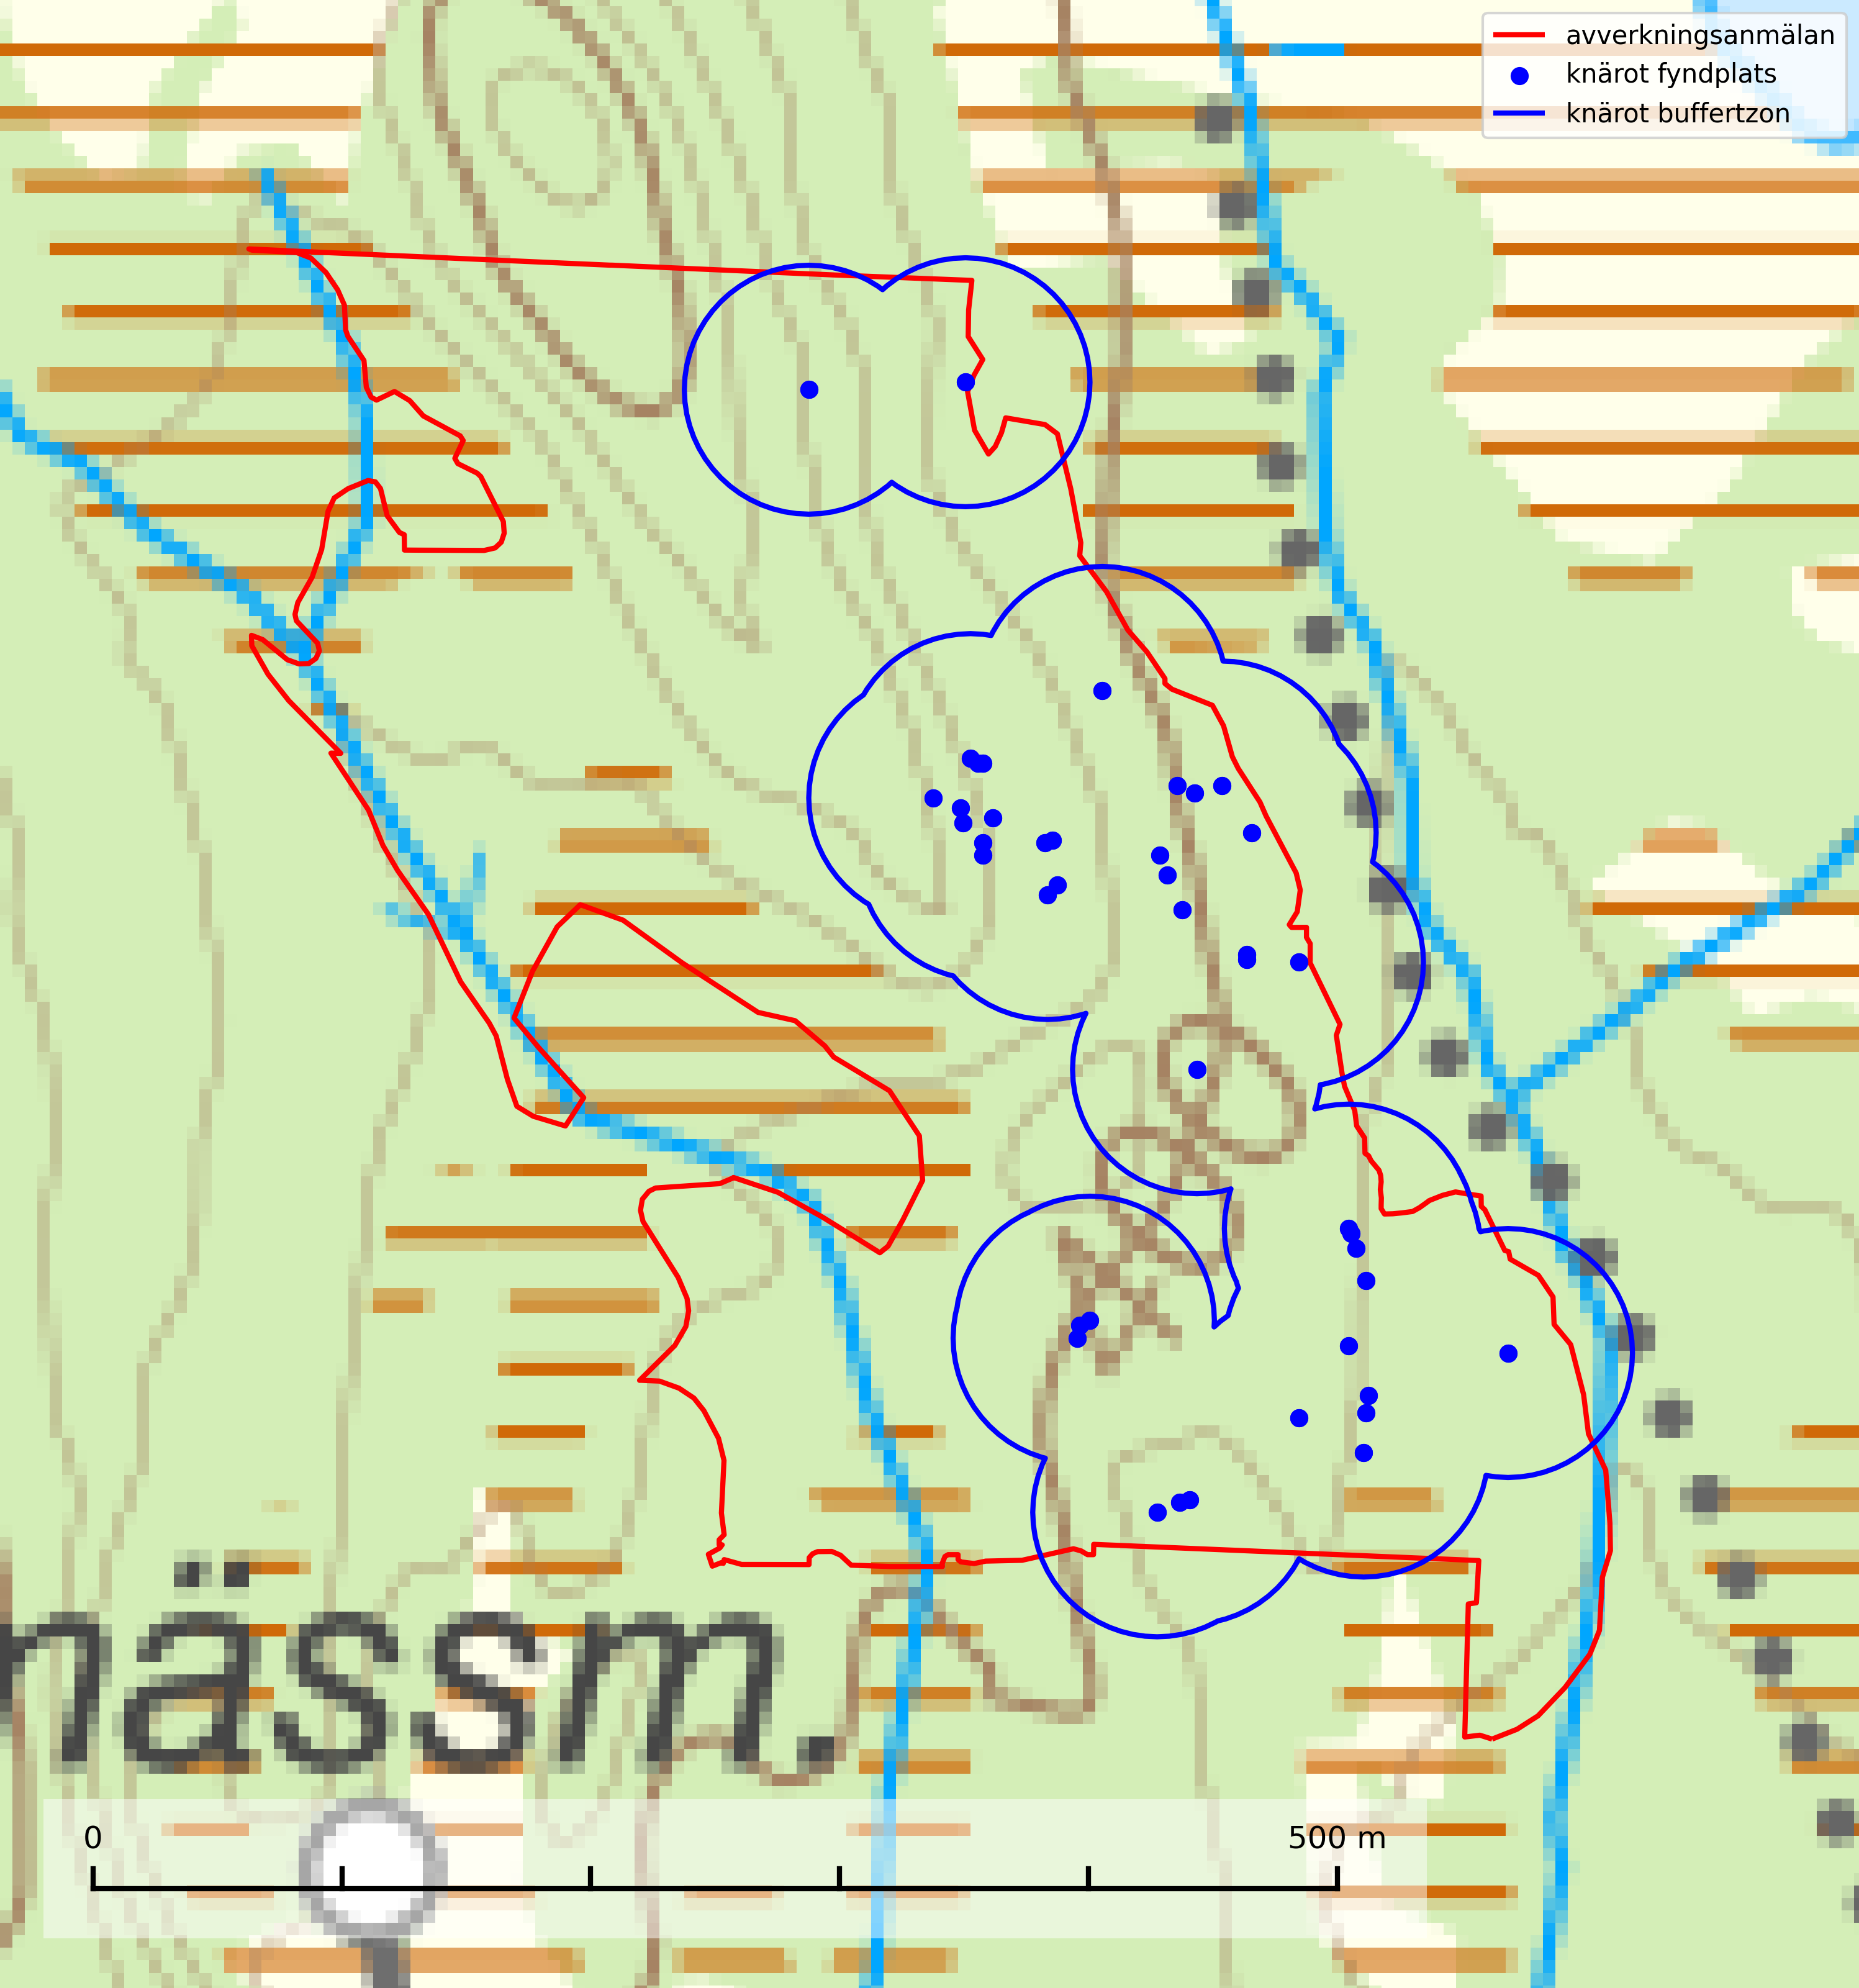 avverkningsanmälan
knärot fyndplats
knärot buffertzon
nässm.
0 500 m